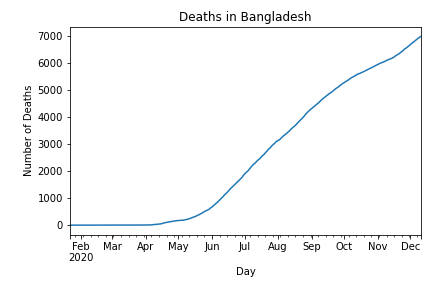 Deaths in Bangladesh
Number of Deaths
7000
6000
5000
4000
3000
2000
1000
0
Feb Mar Apr May Jun Jul Aug Sep Oct Nov Dec
2020
Day